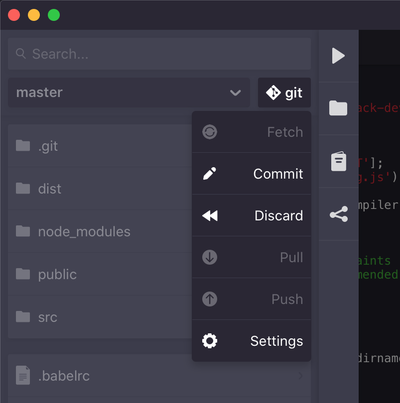 Search...
master
git
Fetch
Commit
Discard
Pull
Push
Settings
.git
dist
node_modules
public
src
.babelrc
ack-de
'];
g.js')
mpiler
aints
mended
dirname